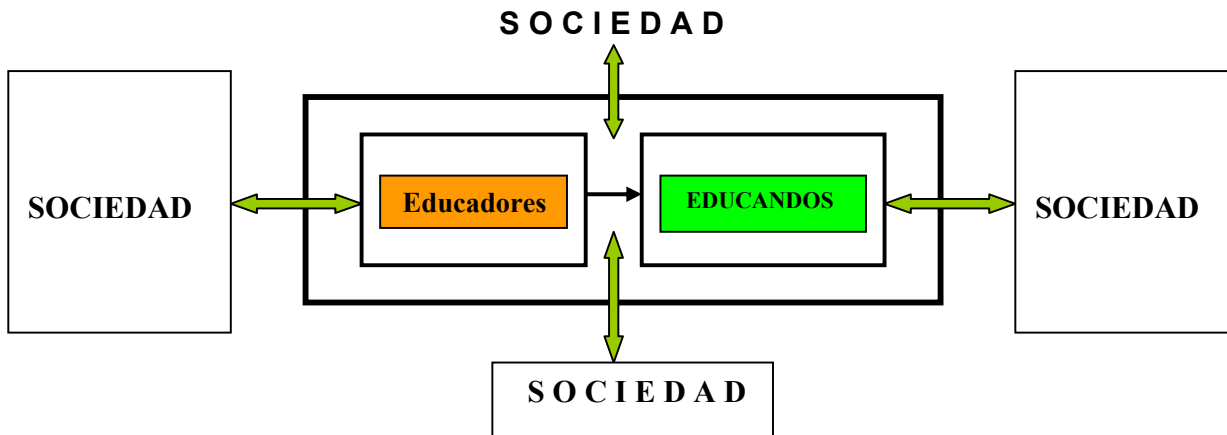 S O C I E D A D
SOCIEDAD
Educadores
EDUCANDOS
SOCIEDAD
S O C I E D A D